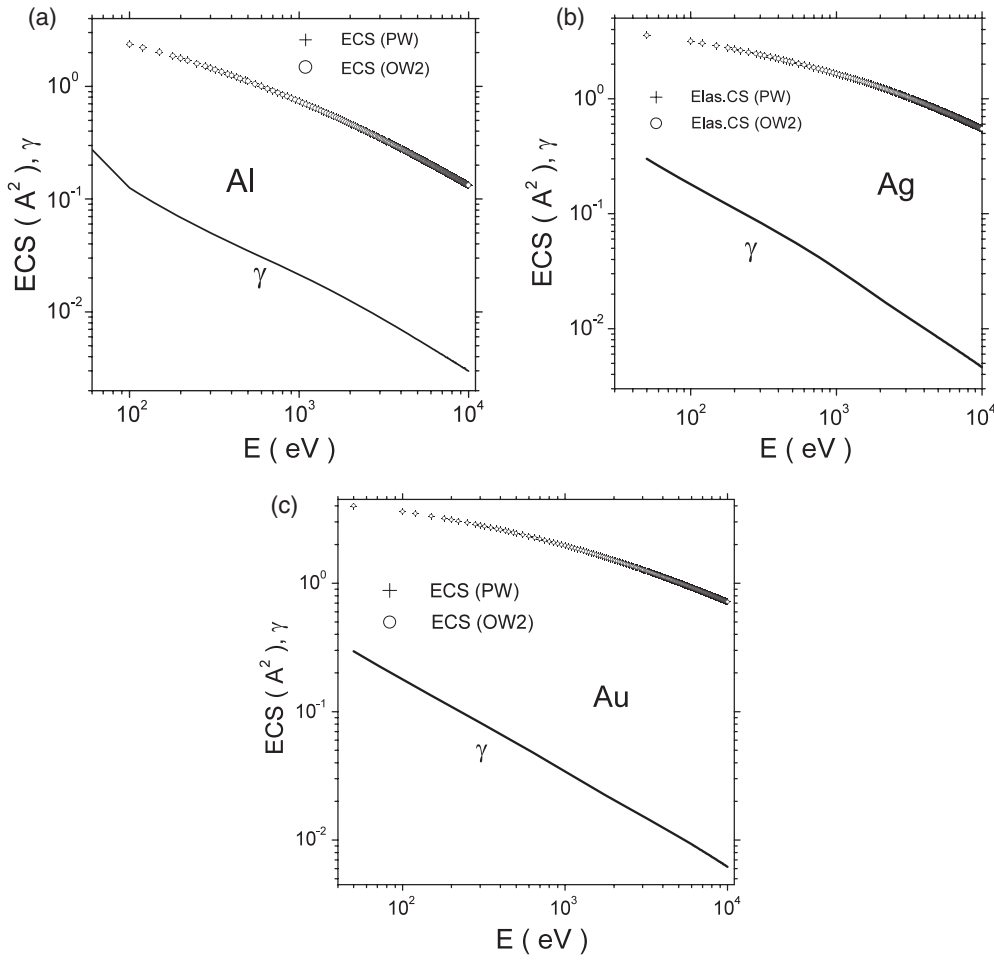 (a)
+ ECS (PW)
○ ECS (OW2)
10⁰
10⁻¹
10⁻²
ECS ( A² ), γ
Al
γ
10²
10³
10⁴
E ( eV )
(b)
+ Elas.CS (PW)
○ Elas.CS (OW2)
10⁰
10⁻¹
10⁻²
ECS ( A² ), γ
Ag
γ
10²
10³
10⁴
E ( eV )
(c)
+ ECS (PW)
○ ECS (OW2)
10⁰
10⁻¹
10⁻²
ECS ( A² ), γ
Au
γ
10²
10³
10⁴
E ( eV )